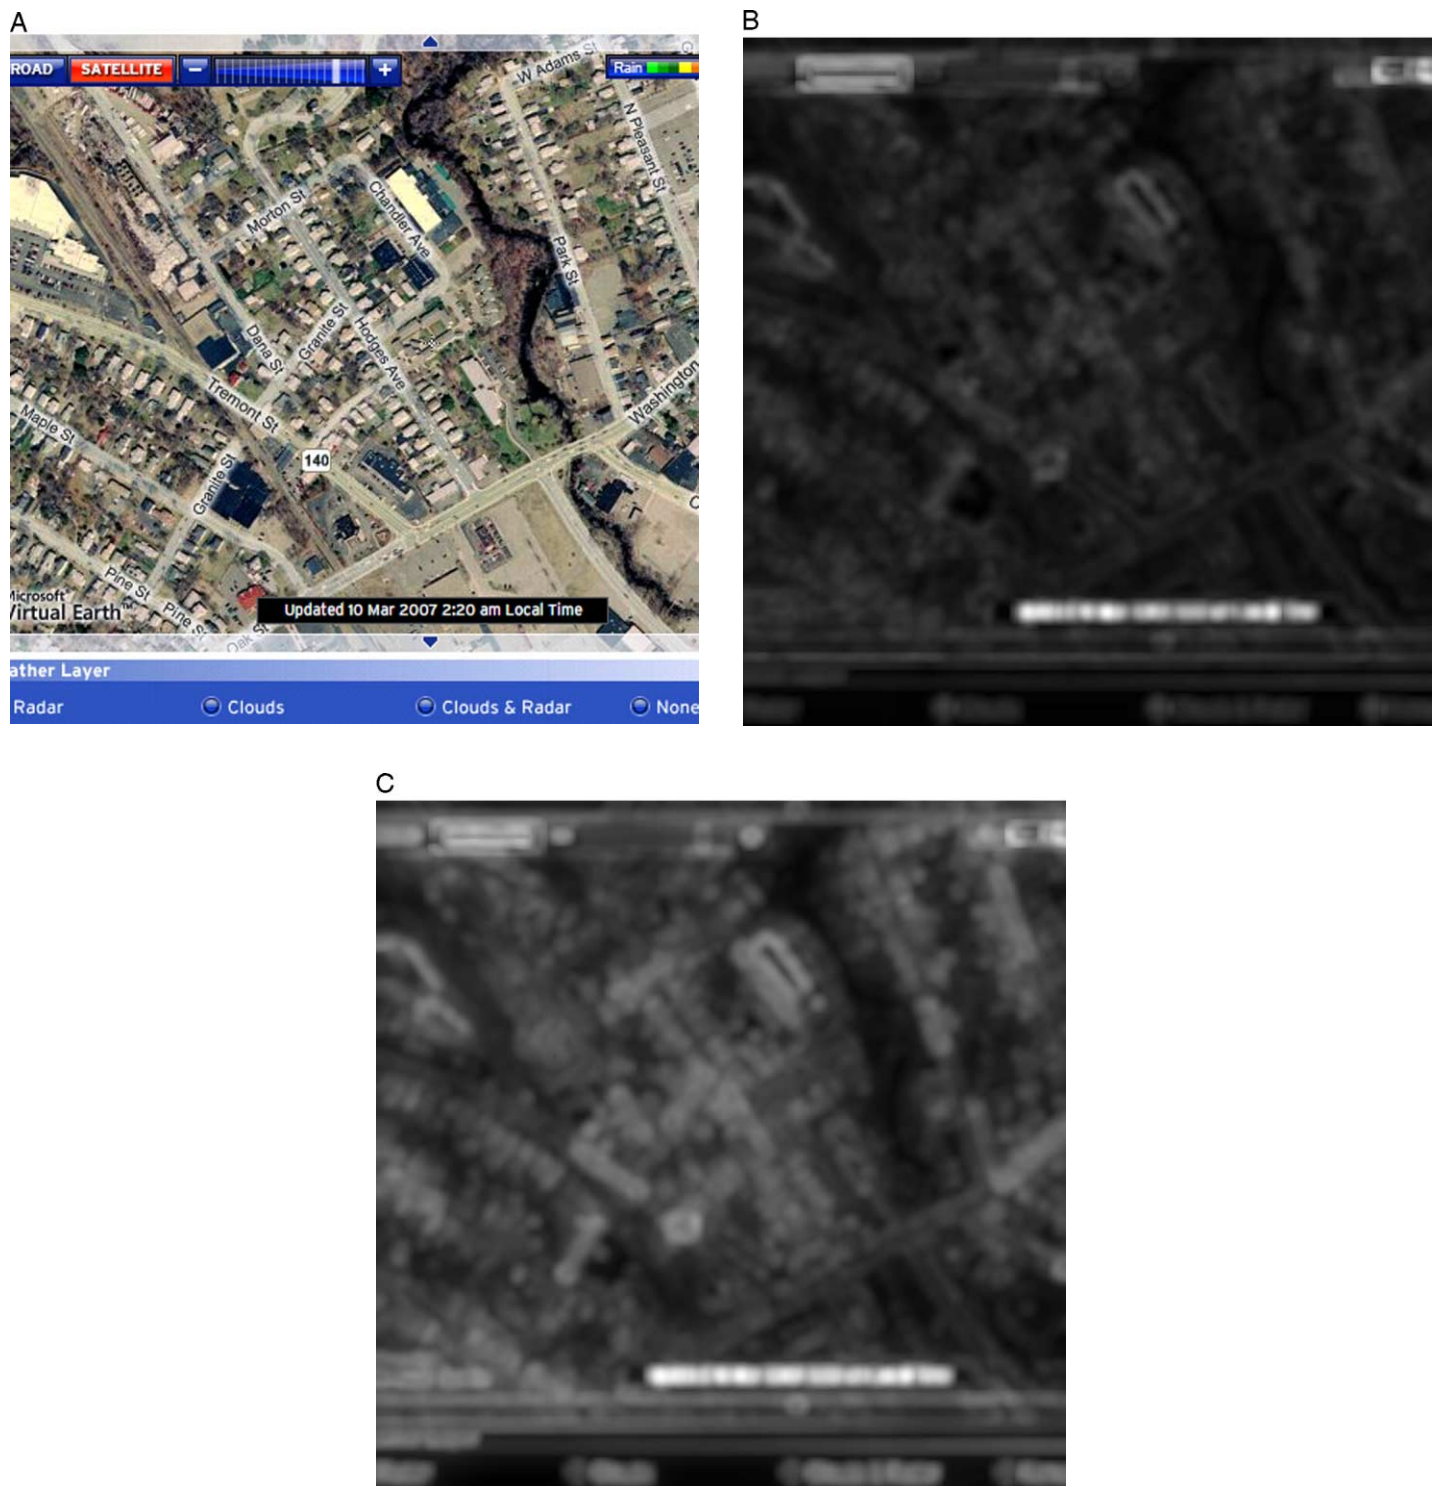 A
B
ROAD SATELLITE
Rain
W Adams St
N Pleasant St
Morton St
Chandler Ave
Park St
Dana St
Granite St
Hodges Ave
Tremont St
Washington
Maple St
140
Granite St
Pine St
Pine St
Oak St
Microsoft
Virtual Earth™
Updated 10 Mar 2007 2:20 am Local Time
ather Layer
Radar
Clouds
Clouds & Radar
None
C